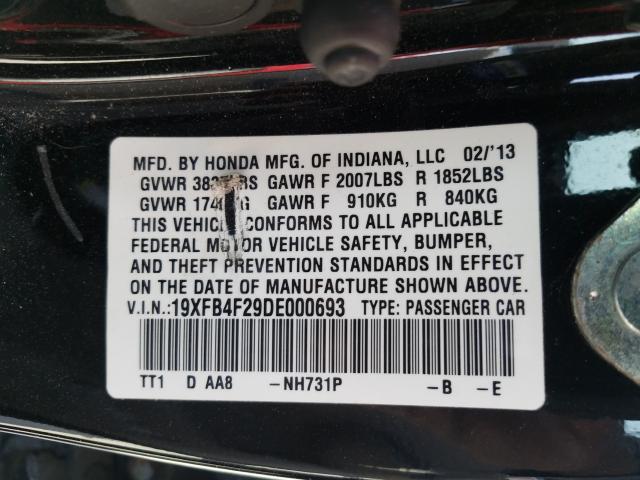 MFD. BY HONDA MFG. OF INDIANA, LLC 02/'13
GVWR GAWR F 2007LBS R 1852LBS
GVWR GAWR F 910KG R 840KG
THIS VEHICLE CONFORMS TO ALL APPLICABLE
FEDERAL MOTOR VEHICLE SAFETY, BUMPER,
AND THEFT PREVENTION STANDARDS IN EFFECT
ON THE DATE OF MANUFACTURE SHOWN ABOVE.
V.I.N.:19XFB4F29DE000693 TYPE: PASSENGER CAR
TT1 D AA8 -NH731P -B -E